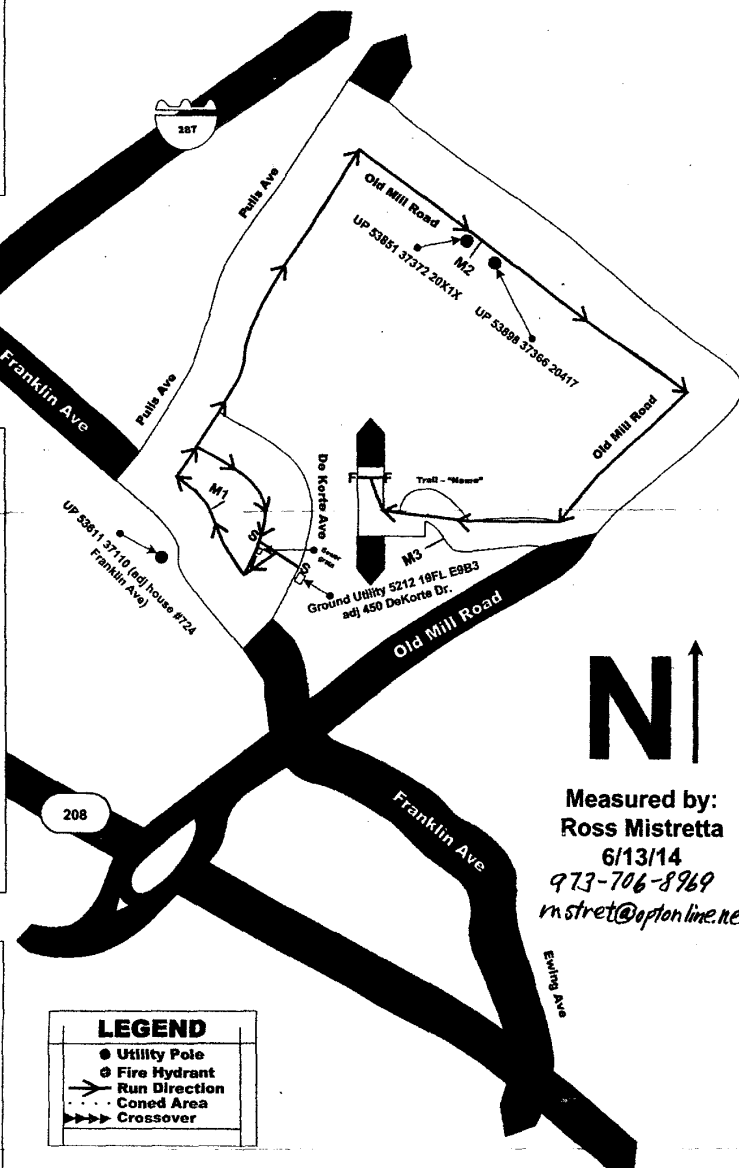 287
Pulis Ave
Old Mill Road
UP 53851 37372 20X1X
M2
UP 53898 37366 20417
Franklin Ave
Pulis Ave
Old Mill Road
De Korte Ave
F F
Trail - "Name"
M1
S
S
M3
UP 53611 37110 (adj house #724
Franklin Ave)
Ground Utility 5212 19FL E9B3
adj 450 DeKorte Dr.
Old Mill Road
N
208
Franklin Ave
Measured by:
Ross Mistretta
6/13/14
973-706-8969
mstret@optonline.ne
Ewing Ave
LEGEND
Utility Pole
Fire Hydrant
Run Direction
Coned Area
Crossover